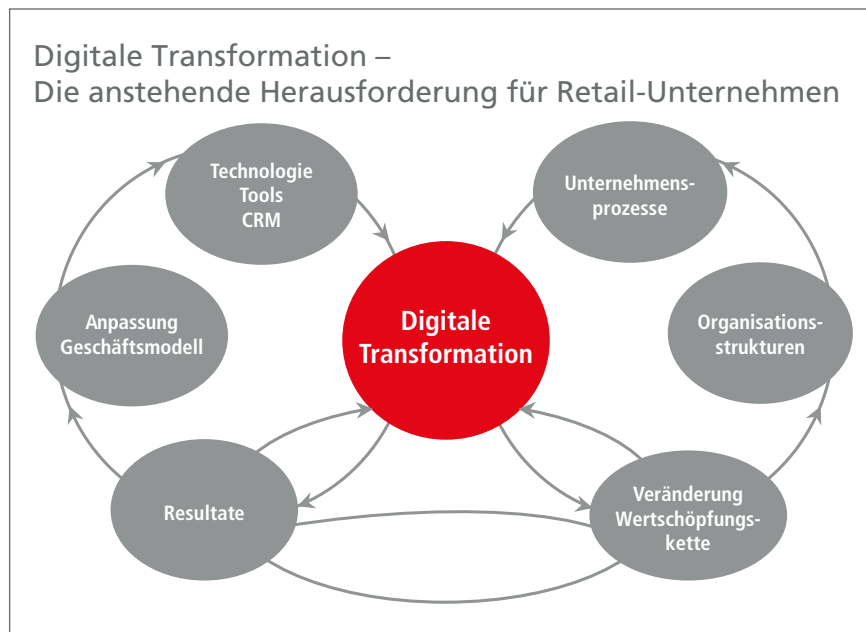 Digitale Transformation –
Die anstehende Herausforderung für Retail-Unternehmen
Technologie
Tools
CRM
Unternehmens-
prozesse
Anpassung
Geschäftsmodell
Digitale
Transformation
Organisations-
strukturen
Resultate
Veränderung
Wertschöpfungs-
kette